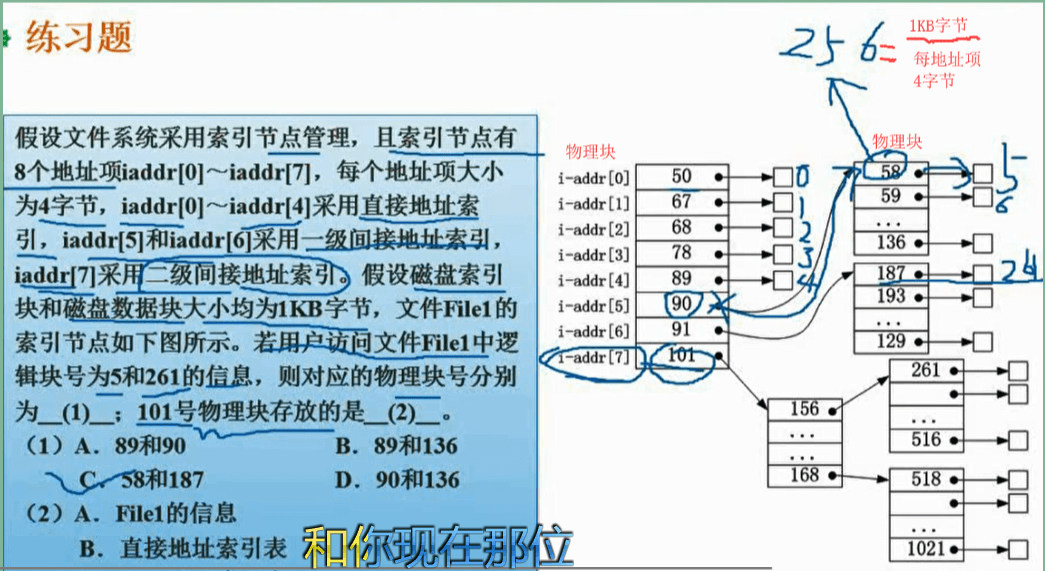 练习题
256=
1KB字节
每地址项
4字节
假设文件系统采用索引节点管理，且索引节点有
8个地址项iaddr[0]～iaddr[7]，每个地址项大小
为4字节，iaddr[0]～iaddr[4]采用直接地址索
引，iaddr[5]和iaddr[6]采用一级间接地址索引，
iaddr[7]采用二级间接地址索引。假设磁盘索引
块和磁盘数据块大小均为1KB字节，文件File1的
索引节点如下图所示。若用户访问文件File1中逻
辑块号为5和261的信息，则对应的物理块号分别
为__(1)__；101号物理块存放的是__(2)__。
（1）A．89和90 B．89和136
C．58和187 D．90和136
（2）A．File1的信息
B．直接地址索引表
物理块
i-addr[0] 50 0
i-addr[1] 67 1
i-addr[2] 68 2
i-addr[3] 78 3
i-addr[4] 89 4
i-addr[5] 90
i-addr[6] 91
i-addr[7] 101
物理块
58 5
59 6
...
136
187
193
...
129
156
...
...
168
261
...
516
518
...
1021
和你现在那位